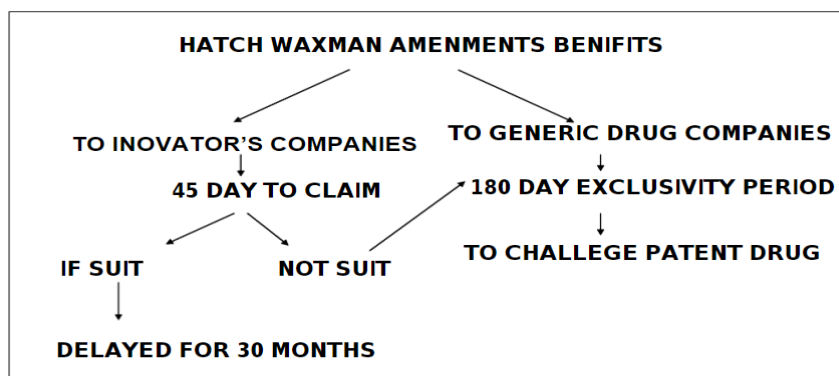 HATCH WAXMAN AMENMENTS BENIFITS
TO INOVATOR'S COMPANIES
TO GENERIC DRUG COMPANIES
45 DAY TO CLAIM
180 DAY EXCLUSIVITY PERIOD
IF SUIT
NOT SUIT
TO CHALLEGE PATENT DRUG
DELAYED FOR 30 MONTHS